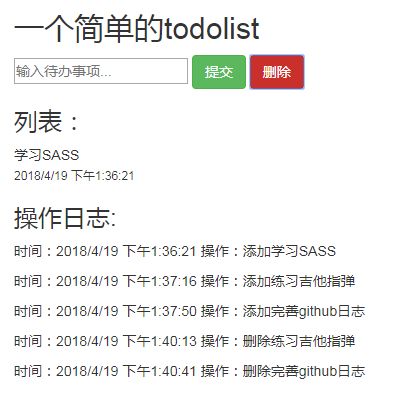 一个简单的todolist
输入待办事项...
提交
删除
列表：
学习SASS
2018/4/19 下午1:36:21
操作日志:
时间：2018/4/19 下午1:36:21 操作：添加学习SASS
时间：2018/4/19 下午1:37:16 操作：添加练习吉他指弹
时间：2018/4/19 下午1:37:50 操作：添加完善github日志
时间：2018/4/19 下午1:40:13 操作：删除练习吉他指弹
时间：2018/4/19 下午1:40:41 操作：删除完善github日志